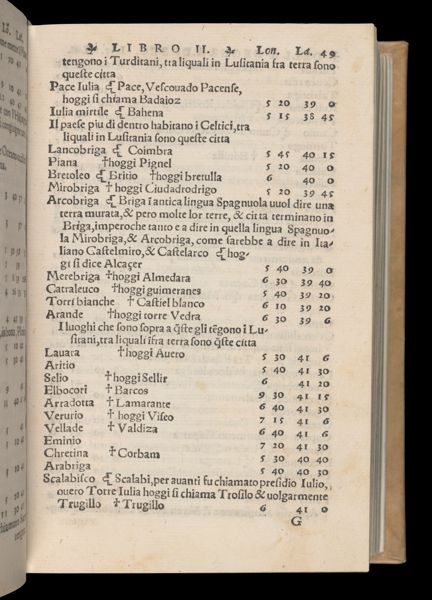 LIBRO II. Lon. La. 49
tengono i Turditani, tra liquali in Lusitania fra terra sono
queste citta
Pace Iulia ⁅ Pace, Vescouado Pacense,
hoggi si chiama Badaioz 5 20 39 0
Iulia mirtile ⁅ Bahena 5 15 38 45
Il paese piu di dentro habitano i Celtici, tra
liquali in Lusitania sono queste citta
Lancobriga ⁅ Coimbra 5 45 40 15
Piana †hoggi Pignel 5 20 40 0
Bretoleo ⁅ Britio †hoggi bretulla 6 40 0
Mirobriga † hoggi Ciudadrodrigo 5 20 39 45
Arcobriga ⁅ Briga ī antica lingua Spagnuola uuol dire una
terra murata, & pero molte lor terre, & citta terminano in
Briga, imperoche tanto e a dire in quella lingua Spagnuo-
la Mirobriga, & Arcobriga, come sarebbe a dire in Ita-
liano Castelmiro, & Castelarco ⁅ hog-
gi si dice Alcaçer 5 40 39 0
Merebriga †hoggi Almedara 6 30 39 40
Catraleuco †hoggi guimeranes 5 40 39 20
Torri bianche † Castiel blanco 6 10 39 20
Arande †hoggi torre Vedra 6 30 39 6
I luoghi che sono sopra a q̄ste gli tēgono i Lu-
sitani, tra liquali īfra terra sono q̄ste citta
Lauara †hoggi Auero 5 30 41 6
Aritio 5 40 41 30
Selio †hoggi Sellir 6 41 20
Elbocori † Barcos 9 30 41 15
Arradotta † Lamarante 6 40 41 30
Verurio † hoggi Viseo 7 15 41 6
Vellade † Valdiza 6 40 41 6
Eminio 7 20 41 30
Chretina † Corbam 5 30 40 40
Arabriga 5 40 40 30
Scalabisco ⁅ Scalabi, per auanti fu chiamato presidio Iulio,
ouero Torre Iulia hoggi si chiama Trosilo & uolgarmente
Trugillo † Trugillo 6 41 0
G